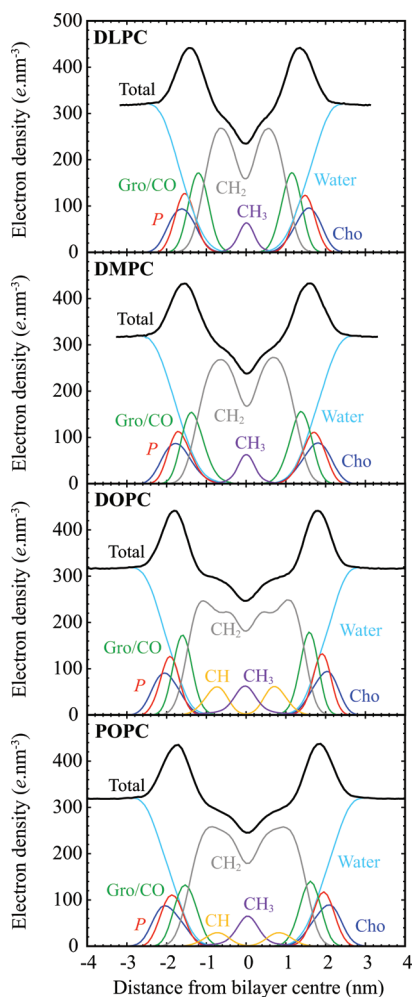 DLPC
500
400
300
200
100
0
Electron density (e.nm-3)
Total
Gro/CO
CH2
Water
P
CH3
Cho
DMPC
400
300
200
100
0
Electron density (e.nm-3)
Total
Gro/CO
CH2
Water
P
CH3
Cho
DOPC
400
300
200
100
0
Electron density (e.nm-3)
Total
CH2
Water
Gro/CO
P
CH
CH3
Cho
POPC
400
300
200
100
0
Electron density (e.nm-3)
Total
CH2
Water
Gro/CO
P
CH
CH3
Cho
-4 -3 -2 -1 0 1 2 3 4
Distance from bilayer centre (nm)